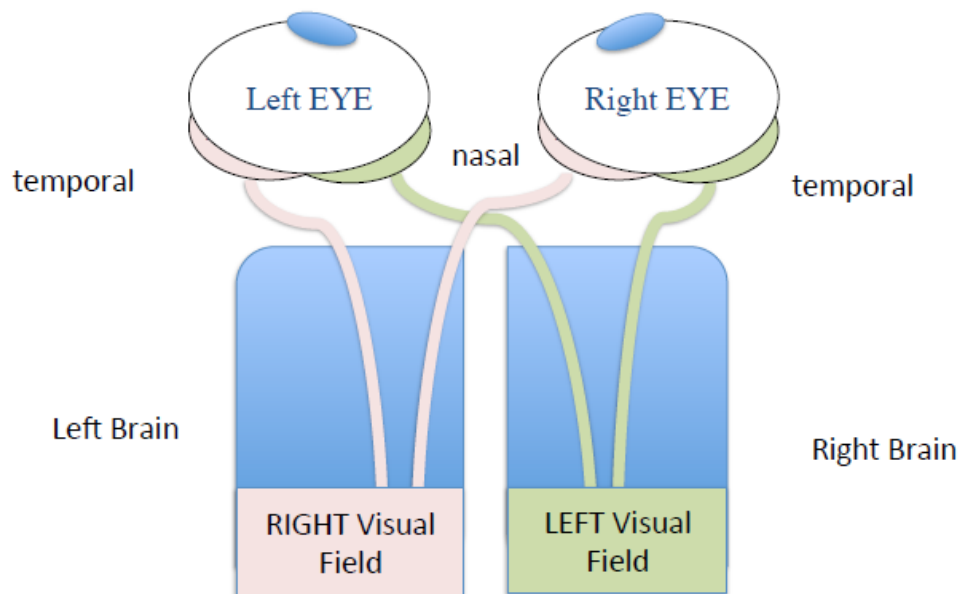 Left EYE
Right EYE
nasal
temporal
temporal
Left Brain
Right Brain
RIGHT Visual
Field
LEFT Visual
Field